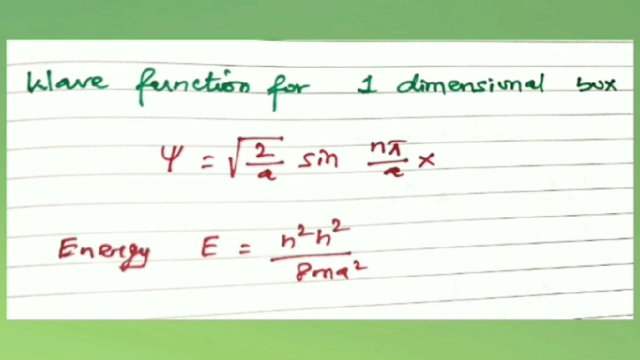 Wave function for 1 dimensional box
Ψ = √(2/a) sin nπ/a x
Energy E = n²h²/8ma²